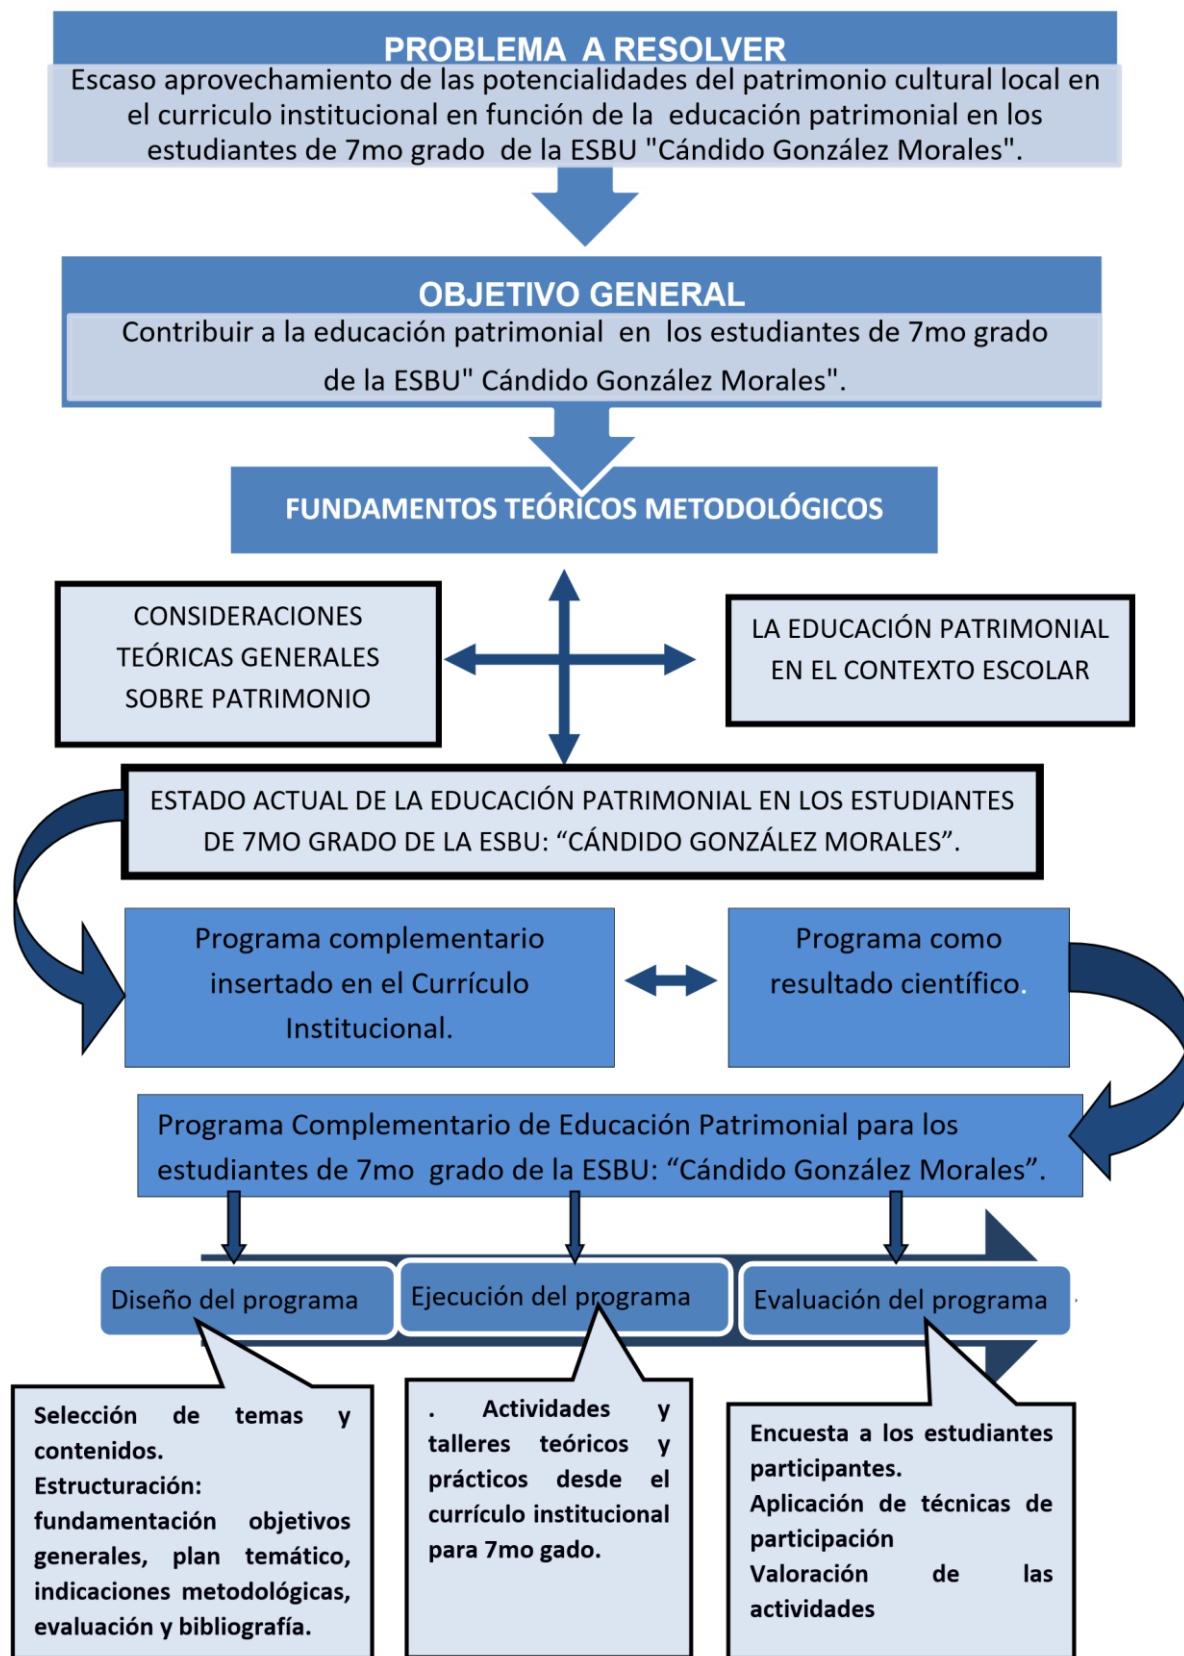 PROBLEMA A RESOLVER
Escaso aprovechamiento de las potencialidades del patrimonio cultural local en
el curriculo institucional en función de la educación patrimonial en los
estudiantes de 7mo grado de la ESBU "Cándido González Morales".
OBJETIVO GENERAL
Contribuir a la educación patrimonial en los estudiantes de 7mo grado
de la ESBU" Cándido González Morales".
FUNDAMENTOS TEÓRICOS METODOLÓGICOS
CONSIDERACIONES
TEÓRICAS GENERALES
SOBRE PATRIMONIO
LA EDUCACIÓN PATRIMONIAL
EN EL CONTEXTO ESCOLAR
ESTADO ACTUAL DE LA EDUCACIÓN PATRIMONIAL EN LOS ESTUDIANTES
DE 7MO GRADO DE LA ESBU: “CÁNDIDO GONZÁLEZ MORALES”.
Programa complementario
insertado en el Currículo
Institucional.
Programa como
resultado científico.
Programa Complementario de Educación Patrimonial para los
estudiantes de 7mo grado de la ESBU: “Cándido González Morales”.
Diseño del programa
Ejecución del programa
Evaluación del programa
Selección de temas y
contenidos.
Estructuración:
fundamentación objetivos
generales, plan temático,
indicaciones metodológicas,
evaluación y bibliografía.
. Actividades y
talleres teóricos y
prácticos desde el
currículo institucional
para 7mo gado.
Encuesta a los estudiantes
participantes.
Aplicación de técnicas de
participación
Valoración de las
actividades